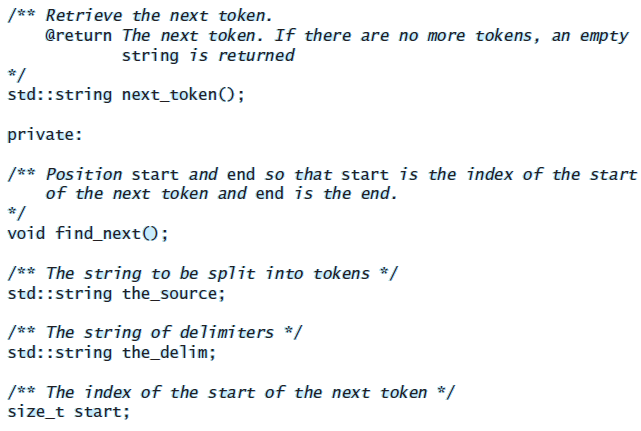 /** Retrieve the next token.
    @return The next token. If there are no more tokens, an empty
            string is returned
*/
std::string next_token();

private:

/** Position start and end so that start is the index of the start
    of the next token and end is the end.
*/
void find_next();

/** The string to be split into tokens */
std::string the_source;

/** The string of delimiters */
std::string the_delim;

/** The index of the start of the next token */
size_t start;